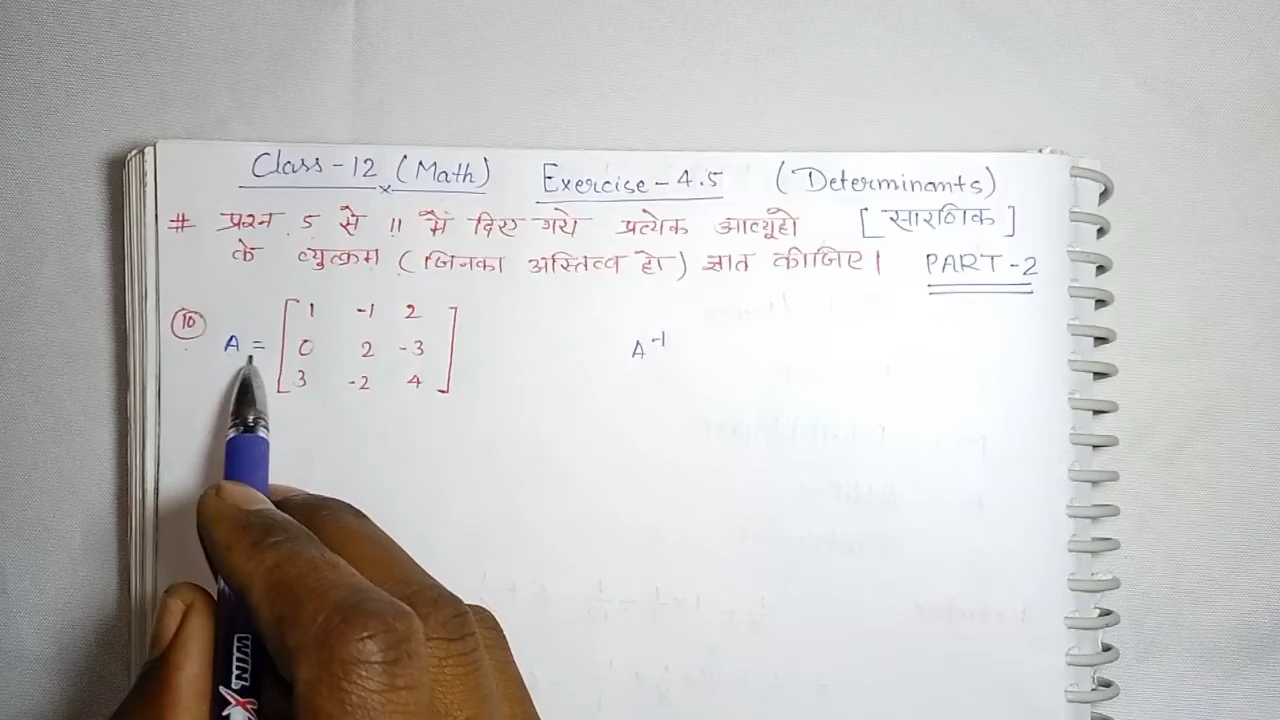 Class-12 (Math) Exercise-4.5 (Determinants)
# प्रश्न 5 से 11 में दिए गये प्रत्येक आव्यूहो [सारणिक]
के व्युत्क्रम (जिनका अस्तित्व हो) ज्ञात कीजिए। PART-2
10 A = [ 1 -1 2
0 2 -3
3 -2 4 ]
A⁻¹
WIN